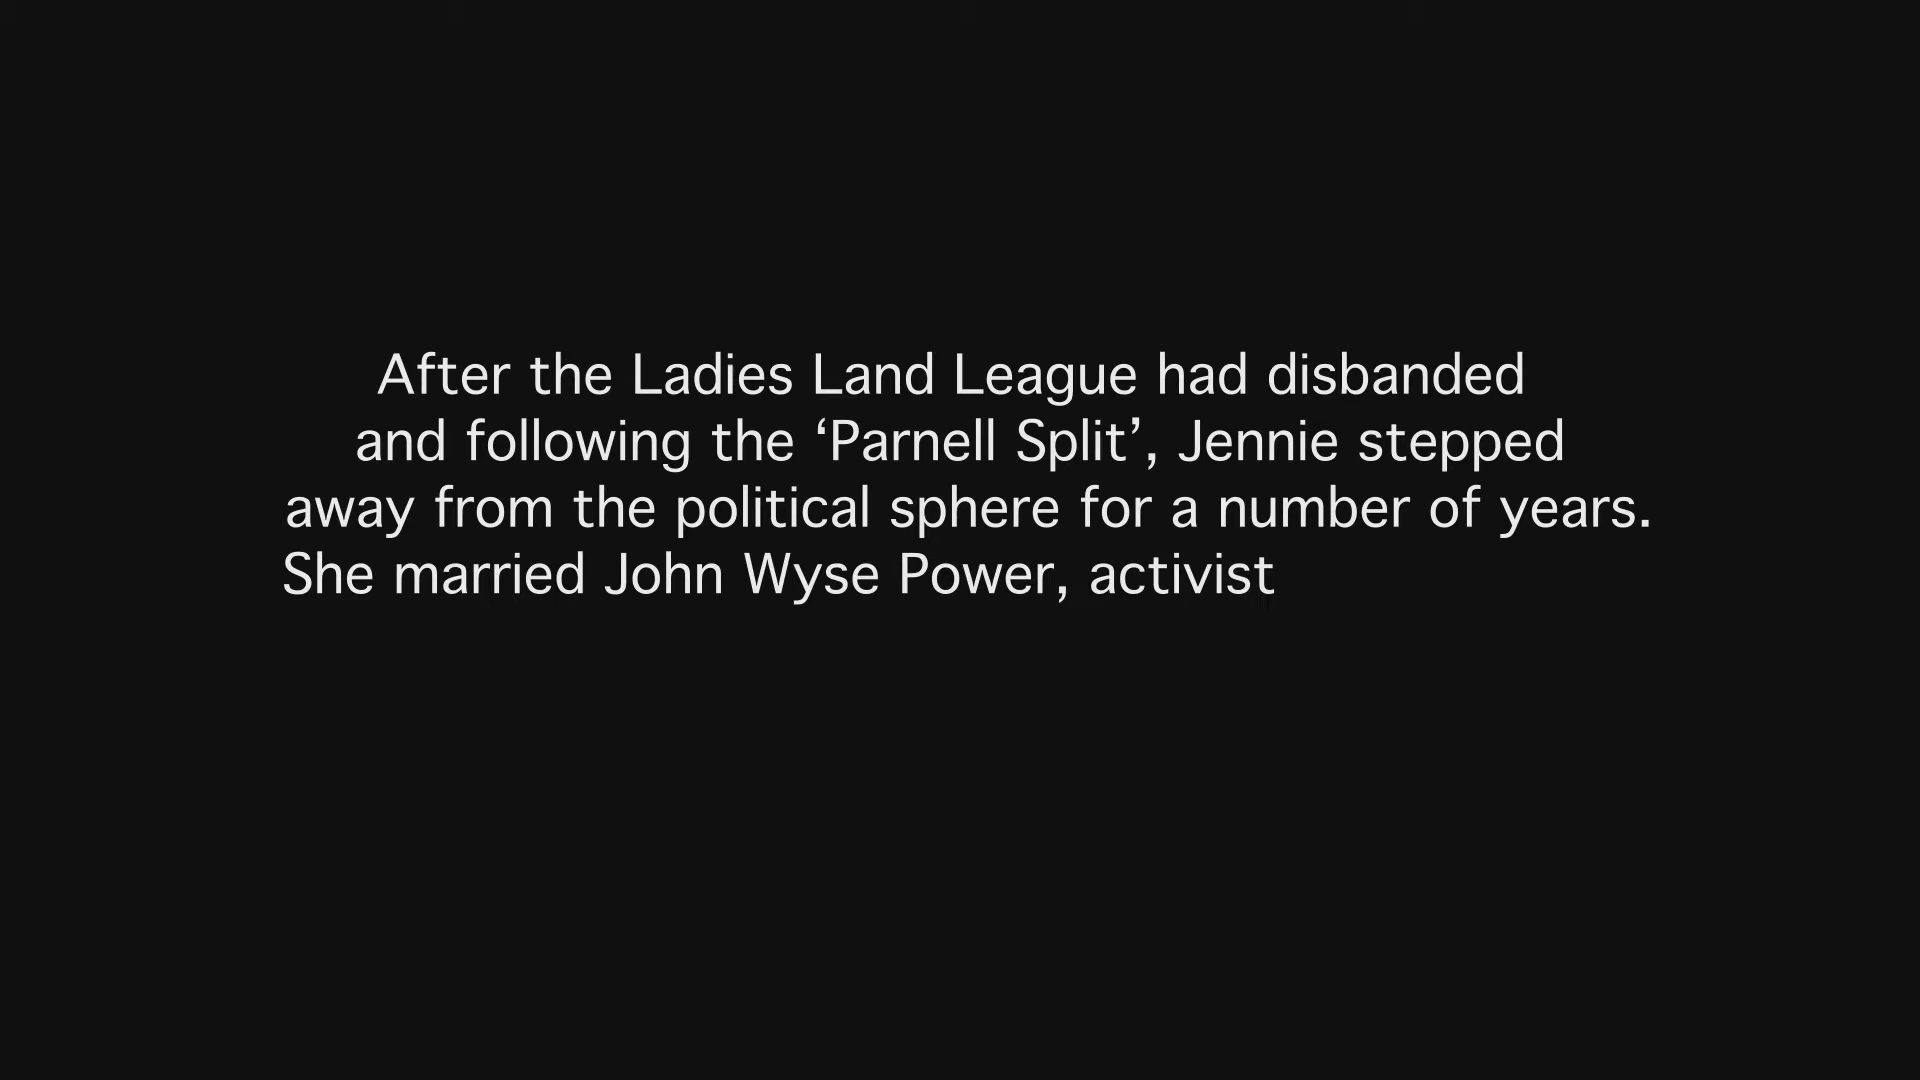 After the Ladies Land League had disbanded
and following the ‘Parnell Split’, Jennie stepped
away from the political sphere for a number of years.
She married John Wyse Power, activist